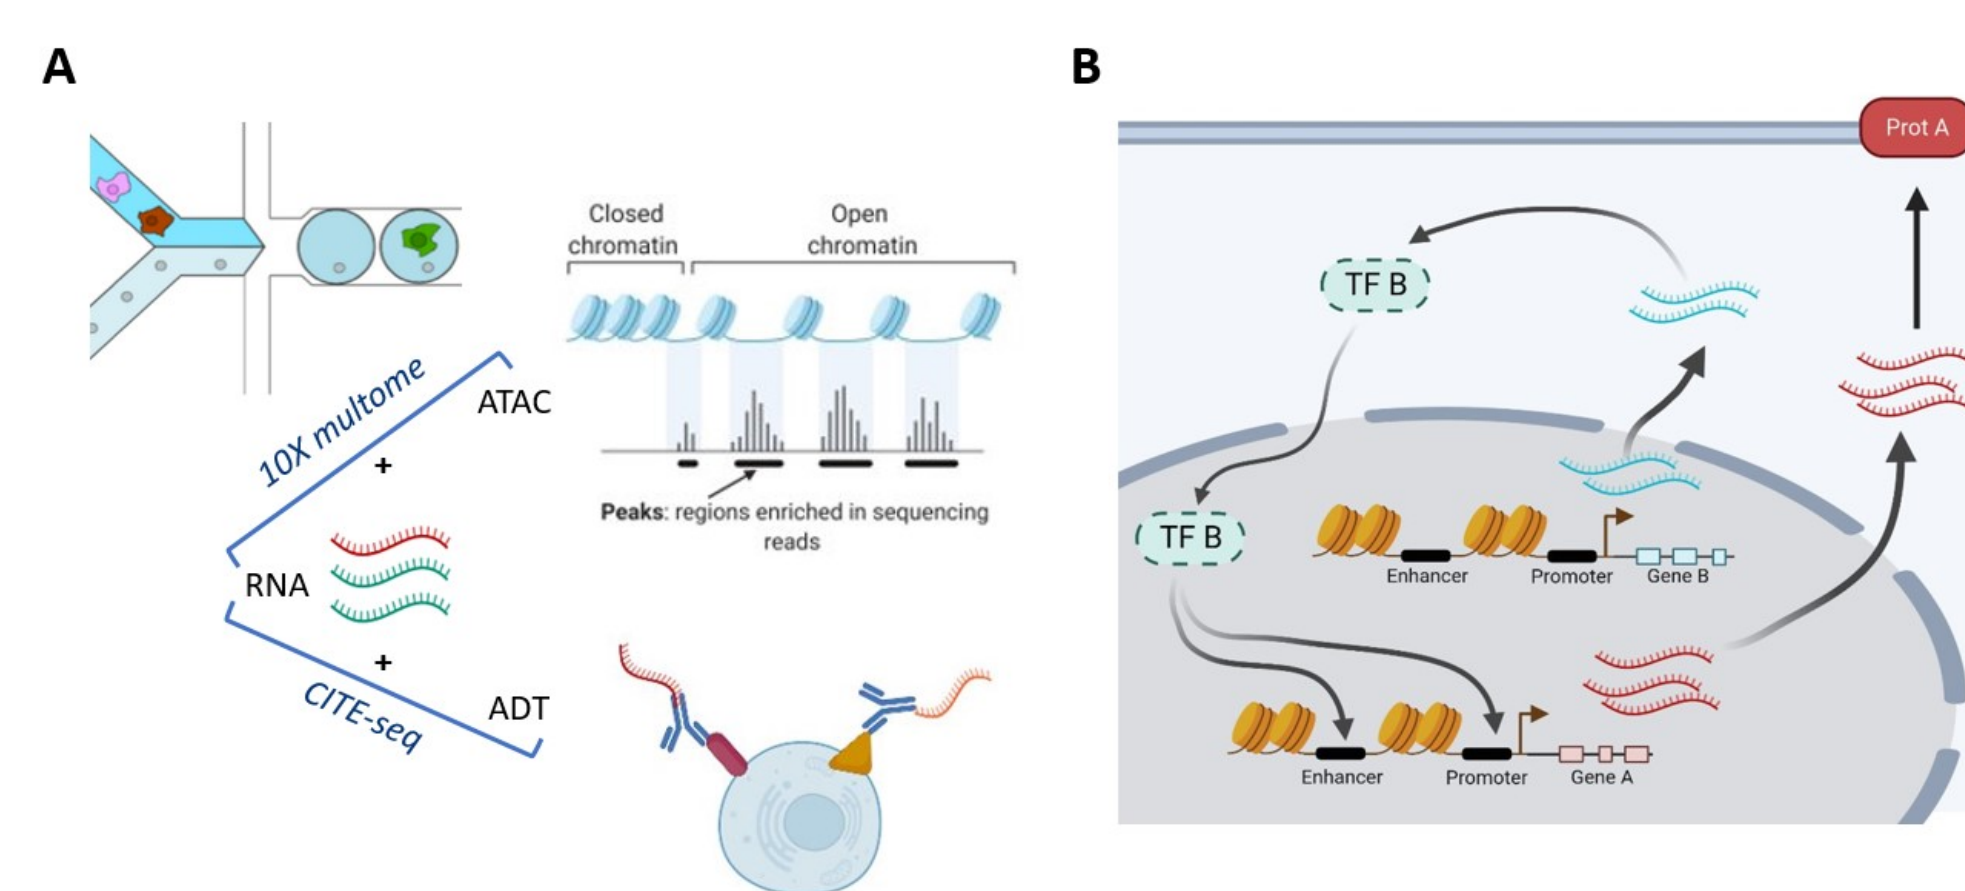 A
B
Closed
chromatin
Open
chromatin
10X multome
ATAC
+
Peaks: regions enriched in sequencing
reads
RNA
+
CITE-seq
ADT
Prot A
TF B
TF B
Enhancer
Promoter
Gene B
Enhancer
Promoter
Gene A